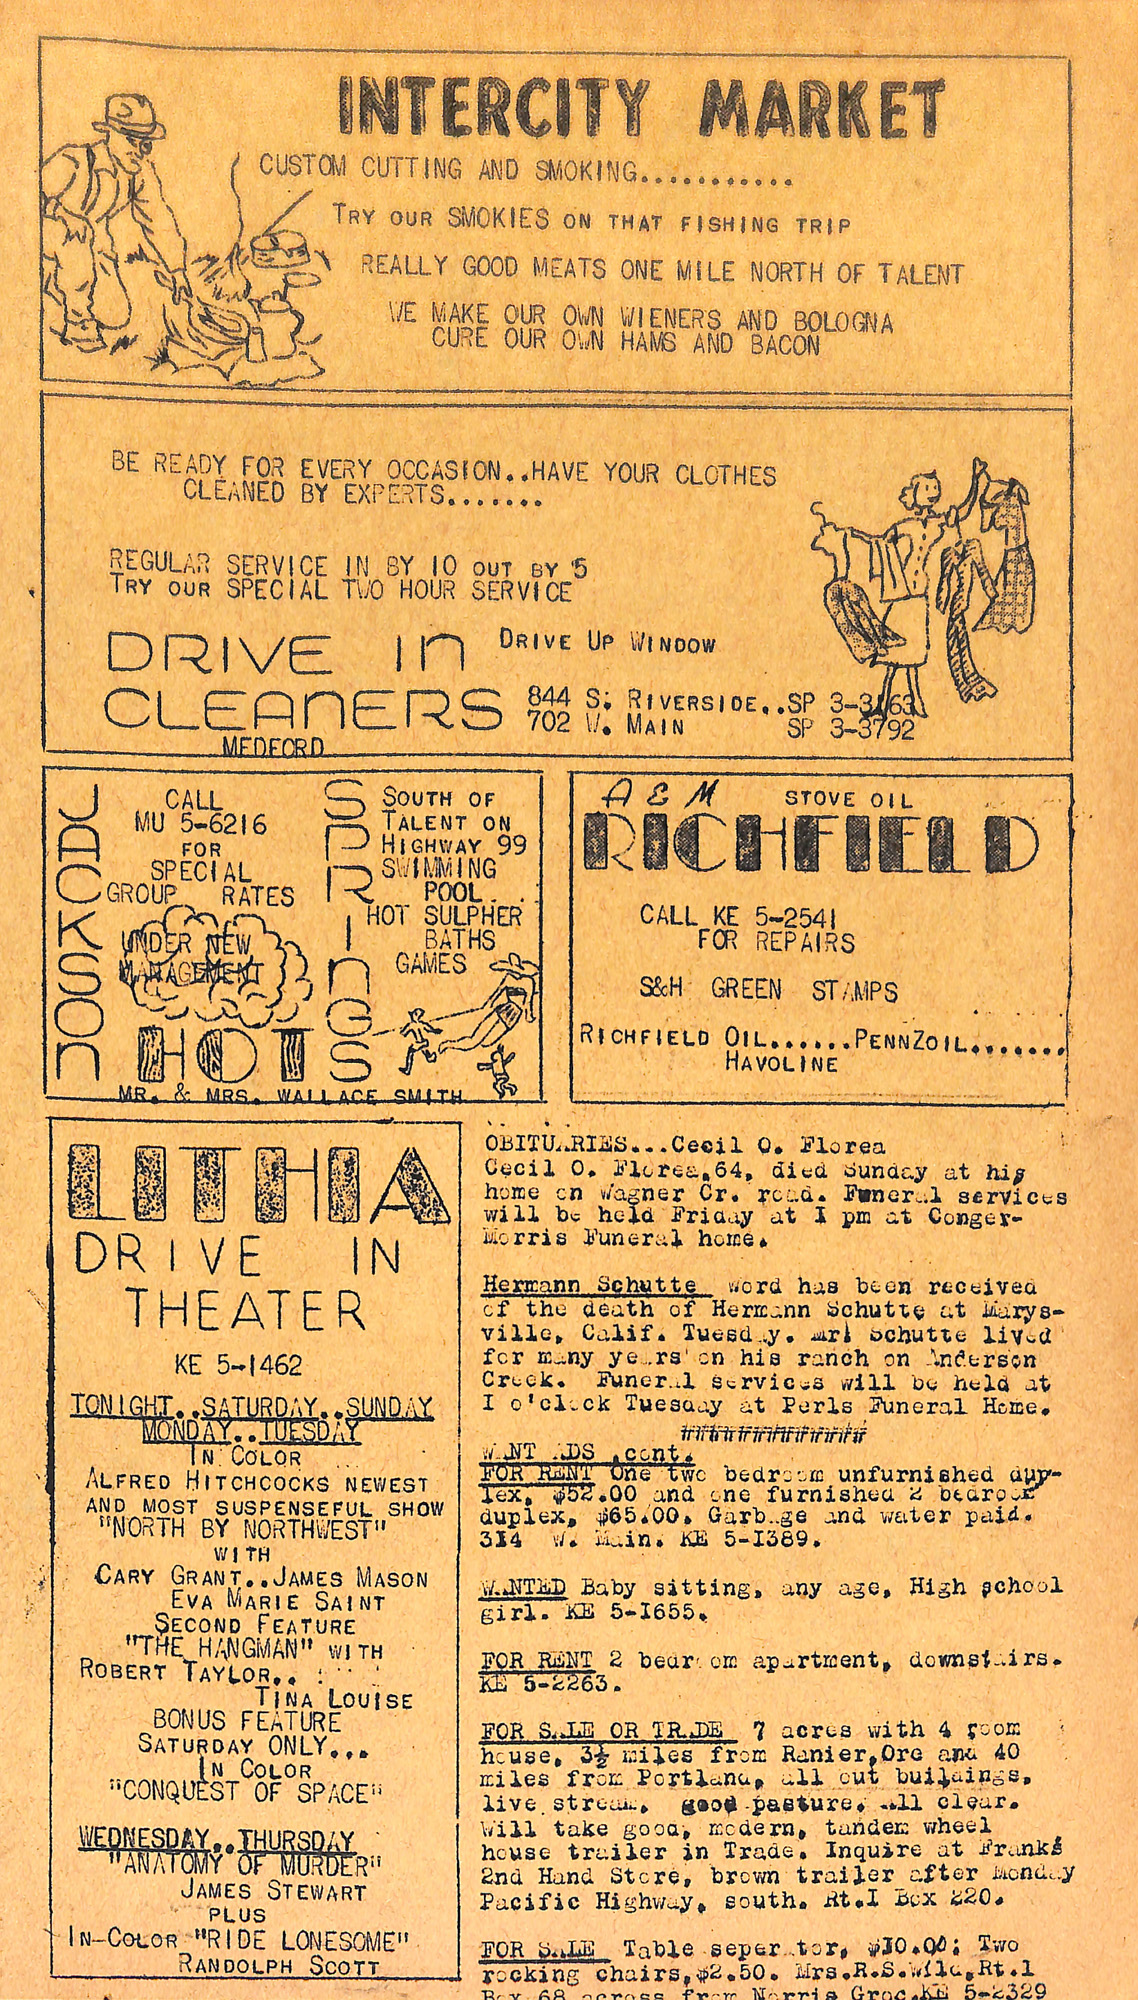 INTERCITY MARKET
CUSTOM CUTTING AND SMOKING...........
TRY OUR SMOKIES ON THAT FISHING TRIP
REALLY GOOD MEATS ONE MILE NORTH OF TALENT
WE MAKE OUR OWN WIENERS AND BOLOGNA
CURE OUR OWN HAMS AND BACON
BE READY FOR EVERY OCCASION..HAVE YOUR CLOTHES
CLEANED BY EXPERTS.......
REGULAR SERVICE IN BY 10 OUT BY 5
TRY OUR SPECIAL TWO HOUR SERVICE
DRIVE In
DRIVE UP WINDOW
CLEANERS
844 S. RIVERSIDE..SP
702 W. MAIN SP 3-3792
MEDFORD
JACKSOn
HOT
SPRInGS
CALL
MU 5-6216
FOR
SPECIAL
GROUP RATES
UNDER NEW
MANAGEMENT
SOUTH OF
TALENT ON
HIGHWAY 99
SWIMMING
POOL..
HOT SULPHER
BATHS
GAMES
MR. & MRS. WALLACE SMITH
A & M STOVE OIL
RICHFIELD
CALL KE 5-2541
FOR REPAIRS
S&H GREEN STAMPS
RICHFIELD OIL......PENNZOIL.......
HAVOLINE
LITHIA
DRIVE IN
THEATER
KE 5-1462
TONIGHT..SATURDAY..SUNDAY
MONDAY..TUESDAY
IN COLOR
ALFRED HITCHCOCKS NEWEST
AND MOST SUSPENSEFUL SHOW
"NORTH BY NORTHWEST"
WITH
CARY GRANT..JAMES MASON
EVA MARIE SAINT
SECOND FEATURE
"THE HANGMAN" WITH
ROBERT TAYLOR..
TINA LOUISE
BONUS FEATURE
SATURDAY ONLY...
IN COLOR
"CONQUEST OF SPACE"
WEDNESDAY..THURSDAY
"ANATOMY OF MURDER"
JAMES STEWART
PLUS
IN-COLOR "RIDE LONESOME"
RANDOLPH SCOTT
OBITUARIES...Cecil O. Florea
Cecil O. Florea,64, died Sunday at his
home on Wagner Cr. road. Funeral services
will be held Friday at I pm at Conger-
Morris Funeral home.
Hermann Schutte Word has been received
of the death of Hermann Schutte at Marys-
ville, Calif. Tuesday. Mr. Schutte lived
for many years on his ranch on Anderson
Creek. Funeral services will be held at
I o'clock Tuesday at Perls Funeral Home.
################
WANT ADS ,cont.
FOR RENT One two bedroom unfurnished dup-
lex, $52.00 and one furnished 2 bedroom
duplex, $65.00. Garbage and water paid.
314 W. Main. KE 5-I389.
WANTED Baby sitting, any age, High school
girl. KE 5-I655.
FOR RENT 2 bedroom apartment, downstairs.
KE 5-2263.
FOR SALE OR TRADE 7 acres with 4 room
house, 3½ miles from Ranier,Ore and 40
miles from Portland, all out buildings,
live stream, good pasture. All clear.
Will take good, modern, tandem wheel
house trailer in Trade. Inquire at Franks
2nd Hand Store, brown trailer after Monday
Pacific Highway, south. Rt.I Box 220.
FOR SALE Table seperator, $I0.00; Two
rocking chairs,$2.50. Mrs.R.S.Wild,Rt.1
Box 68 across from Norris Groc.KE 5-2329